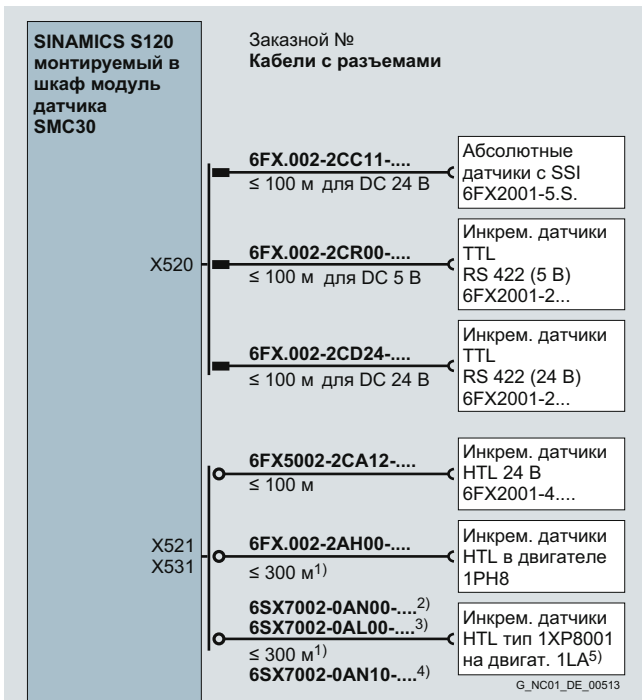 SINAMICS S120
монтируемый в
шкаф модуль
датчика
SMC30
Заказной №
Кабели с разъемами
6FX.002-2CC11-....
≤ 100 м для DC 24 В
Абсолютные
датчики с SSI
6FX2001-5.S.
X520
6FX.002-2CR00-....
≤ 100 м для DC 5 В
Инкрем. датчики
TTL
RS 422 (5 В)
6FX2001-2...
6FX.002-2CD24-....
≤ 100 м для DC 24 В
Инкрем. датчики
TTL
RS 422 (24 В)
6FX2001-2...
6FX5002-2CA12-....
≤ 100 м
Инкрем. датчики
HTL 24 В
6FX2001-4....
X521
X531
6FX.002-2AH00-....
≤ 300 м1)
Инкрем. датчики
HTL в двигателе
1PH8
6SX7002-0AN00-....2)
6SX7002-0AL00-....3)
≤ 300 м1)
6SX7002-0AN10-....4)
Инкрем. датчики
HTL тип 1XP8001
на двигат. 1LA5)
G_NC01_DE_00513